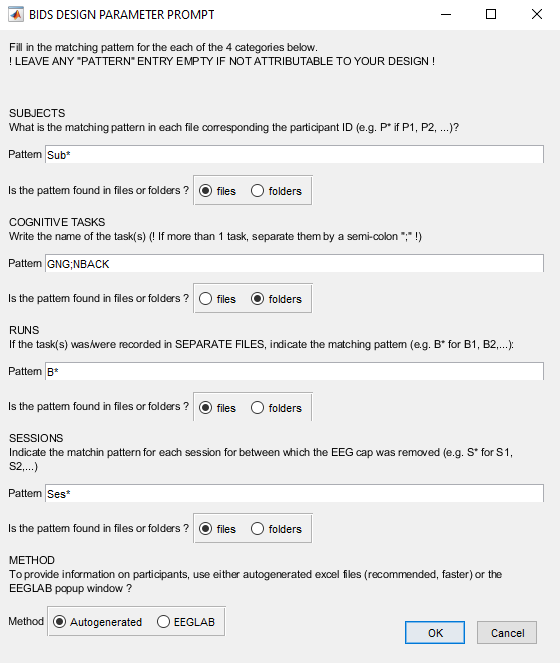 BIDS DESIGN PARAMETER PROMPT
Fill in the matching pattern for the each of the 4 categories below.
! LEAVE ANY "PATTERN" ENTRY EMPTY IF NOT ATTRIBUTABLE TO YOUR DESIGN !
SUBJECTS
What is the matching pattern in each file corresponding the participant ID (e.g. P* if P1, P2, ...)?
Pattern Sub*
Is the pattern found in files or folders ? files folders
COGNITIVE TASKS
Write the name of the task(s) (! If more than 1 task, separate them by a semi-colon ";" !)
Pattern GNG;NBACK
Is the pattern found in files or folders ? files folders
RUNS
If the task(s) was/were recorded in SEPARATE FILES, indicate the matching pattern (e.g. B* for B1, B2,...):
Pattern B*
Is the pattern found in files or folders ? files folders
SESSIONS
Indicate the matchin pattern for each session for between which the EEG cap was removed (e.g. S* for S1,
S2,...)
Pattern Ses*
Is the pattern found in files or folders ? files folders
METHOD
To provide information on participants, use either autogenerated excel files (recommended, faster) or the
EEGLAB popup window ?
Method Autogenerated EEGLAB
OK Cancel